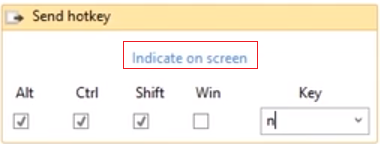 Send hotkey
Indicate on screen
Alt Ctrl Shift Win Key
n